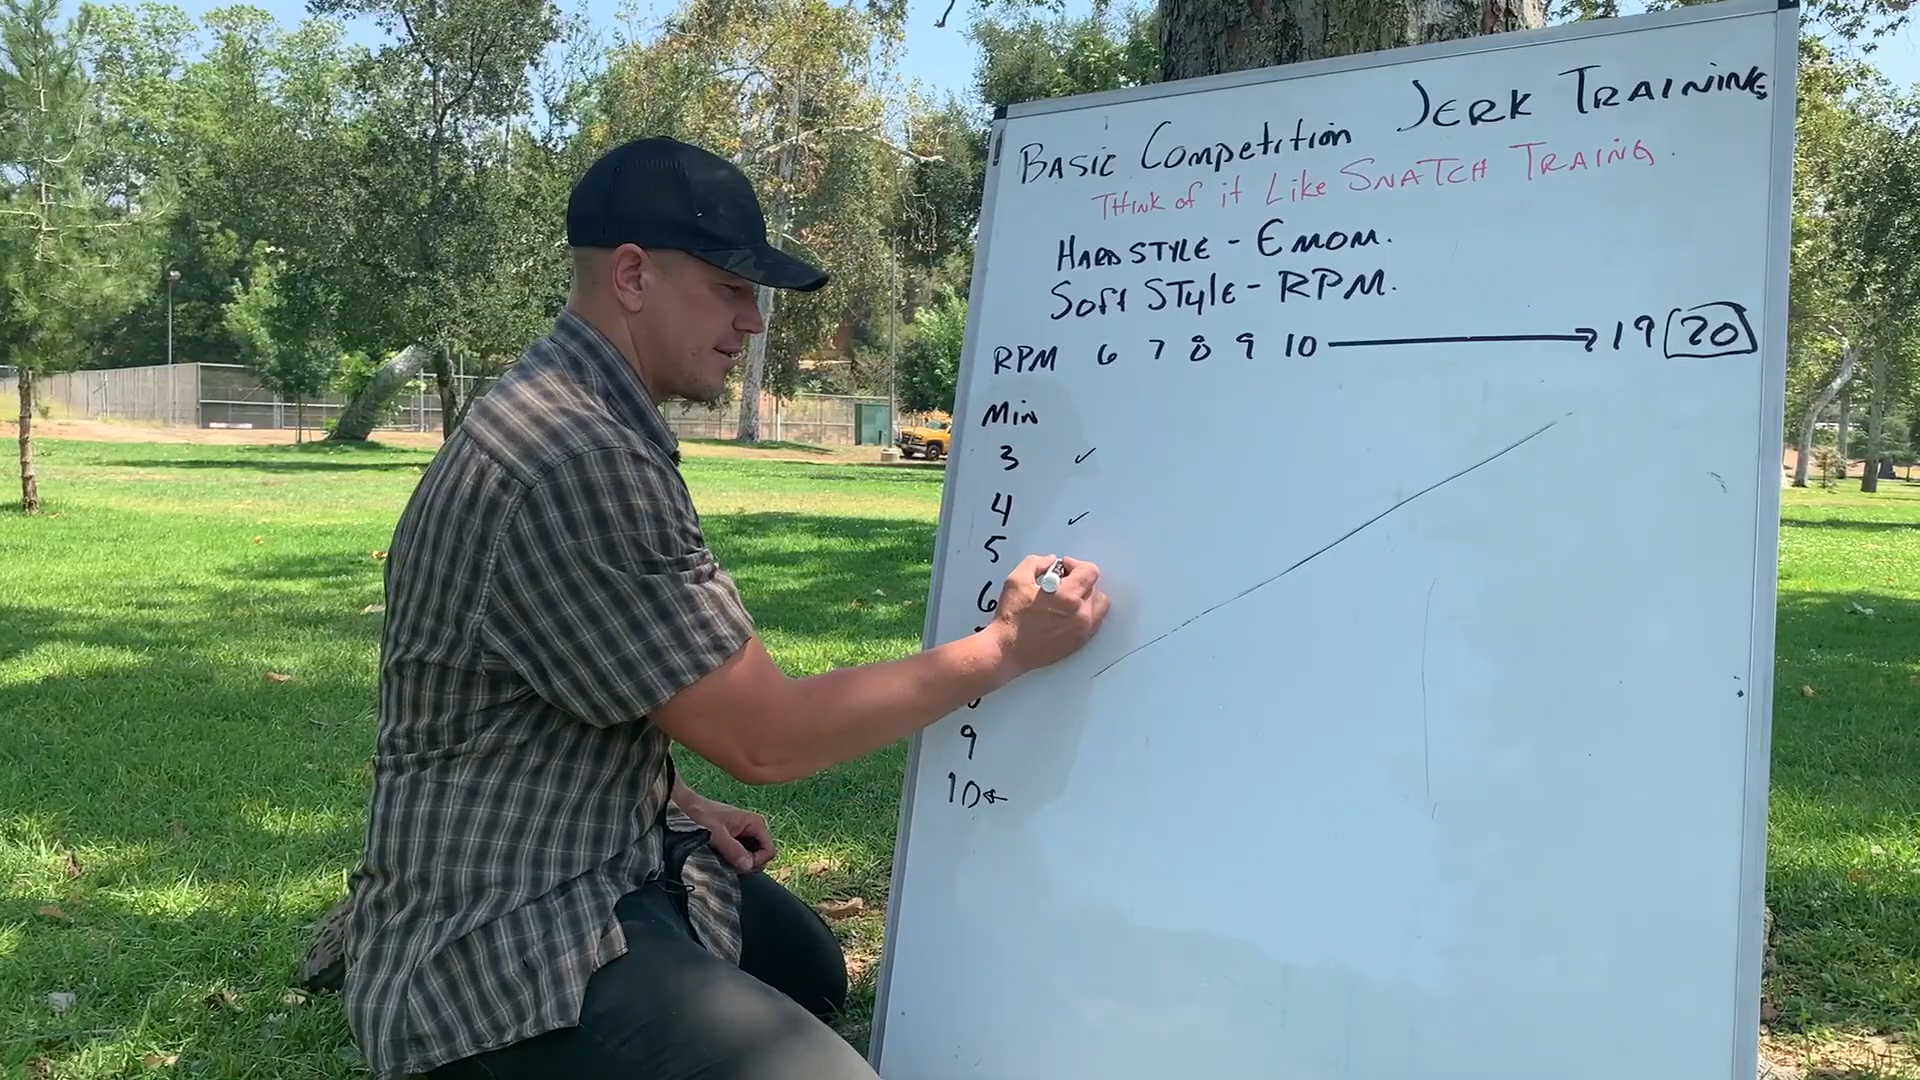 BASIC Competition JERK TRAINING
THINK of it Like SNATCH TRAING.
HARDSTYLE - EMOM.
Soft STYLE - RPM.
RPM 6 7 8 9 10 → 19 20
Min
3 ✓
4 ✓
5
6
9
10